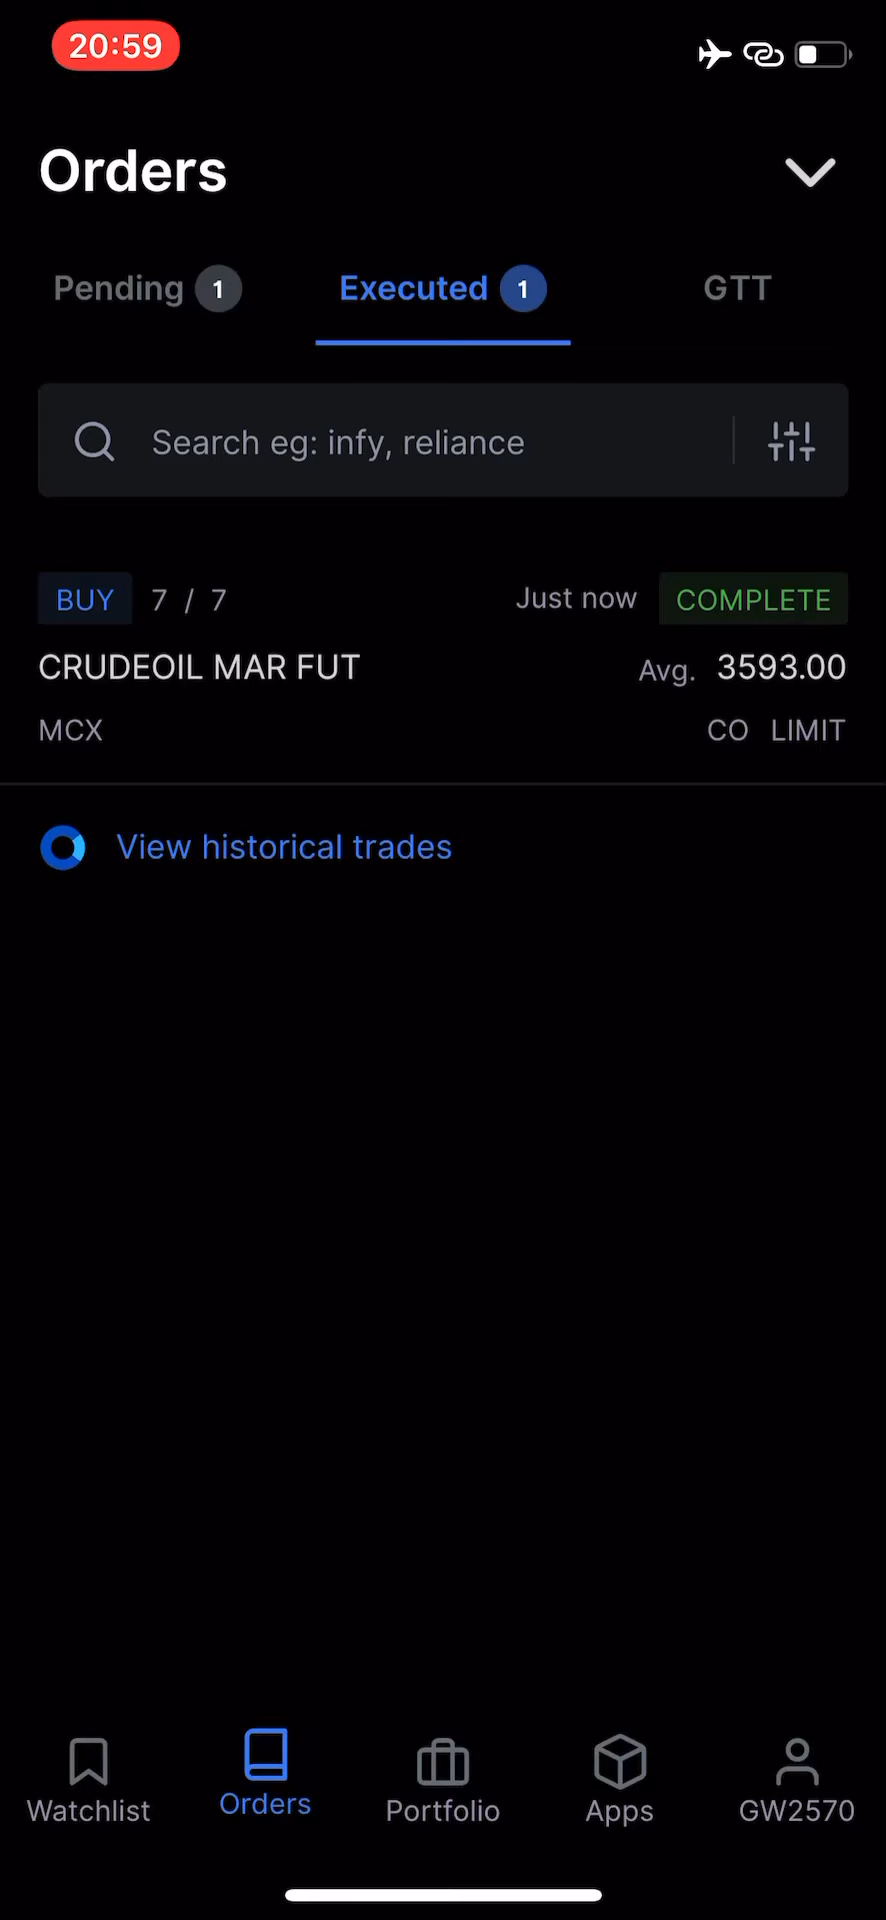 20:59
Orders
Pending 1 Executed 1 GTT
Search eg: infy, reliance
BUY 7 / 7 Just now COMPLETE
CRUDEOIL MAR FUT Avg. 3593.00
MCX CO LIMIT
View historical trades
Watchlist Orders Portfolio Apps GW2570